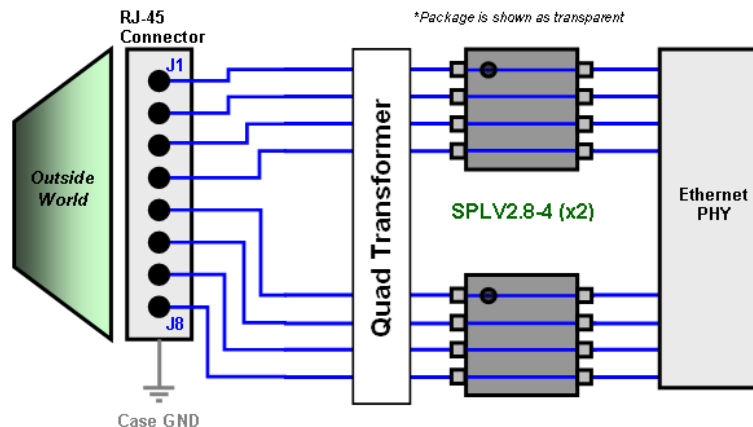 *Package is shown as transparent
RJ-45
Connector
J1
Outside
World
Quad Transformer
SPLV2.8-4 (x2)
Ethernet
PHY
J8
Case GND